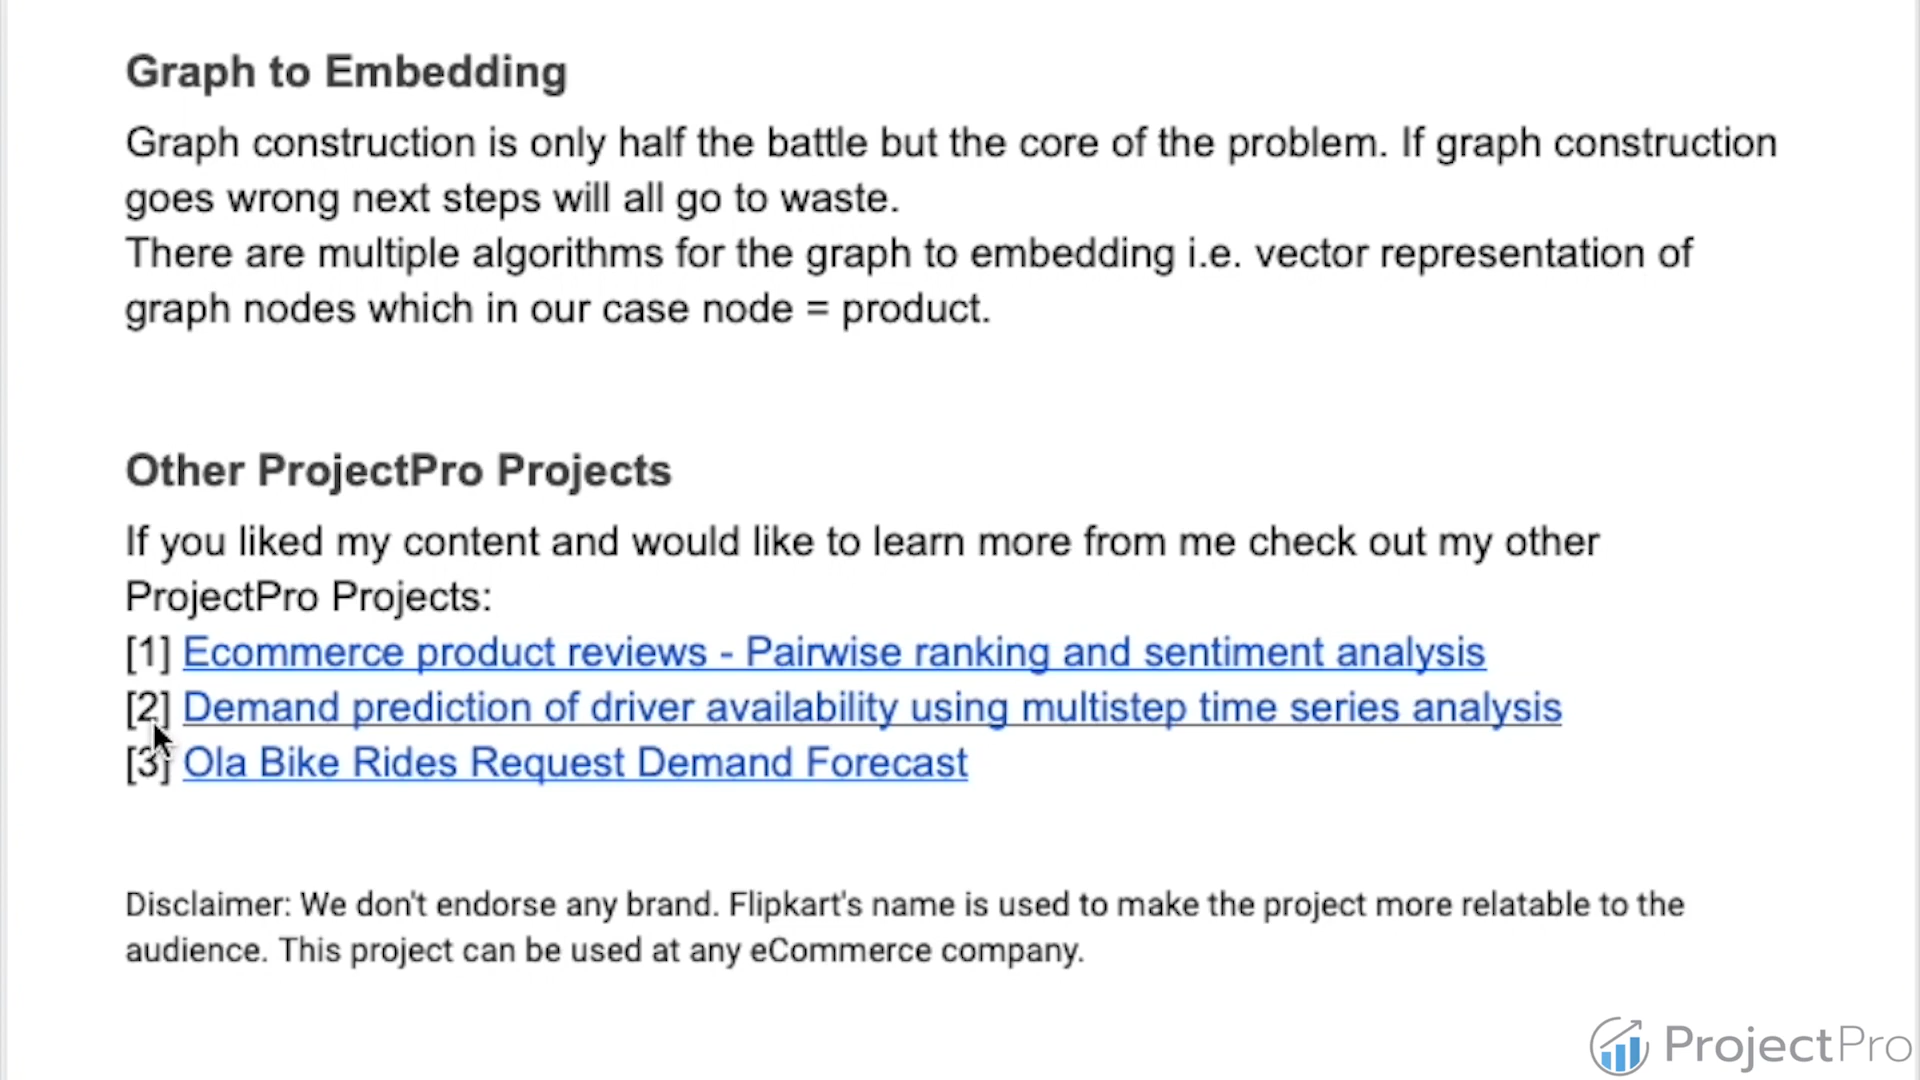 Graph to Embedding
Graph construction is only half the battle but the core of the problem. If graph construction
goes wrong next steps will all go to waste.
There are multiple algorithms for the graph to embedding i.e. vector representation of
graph nodes which in our case node = product.
Other ProjectPro Projects
If you liked my content and would like to learn more from me check out my other
ProjectPro Projects:
[1] Ecommerce product reviews - Pairwise ranking and sentiment analysis
[2] Demand prediction of driver availability using multistep time series analysis
[3] Ola Bike Rides Request Demand Forecast
Disclaimer: We don't endorse any brand. Flipkart's name is used to make the project more relatable to the
audience. This project can be used at any eCommerce company.
ProjectPro